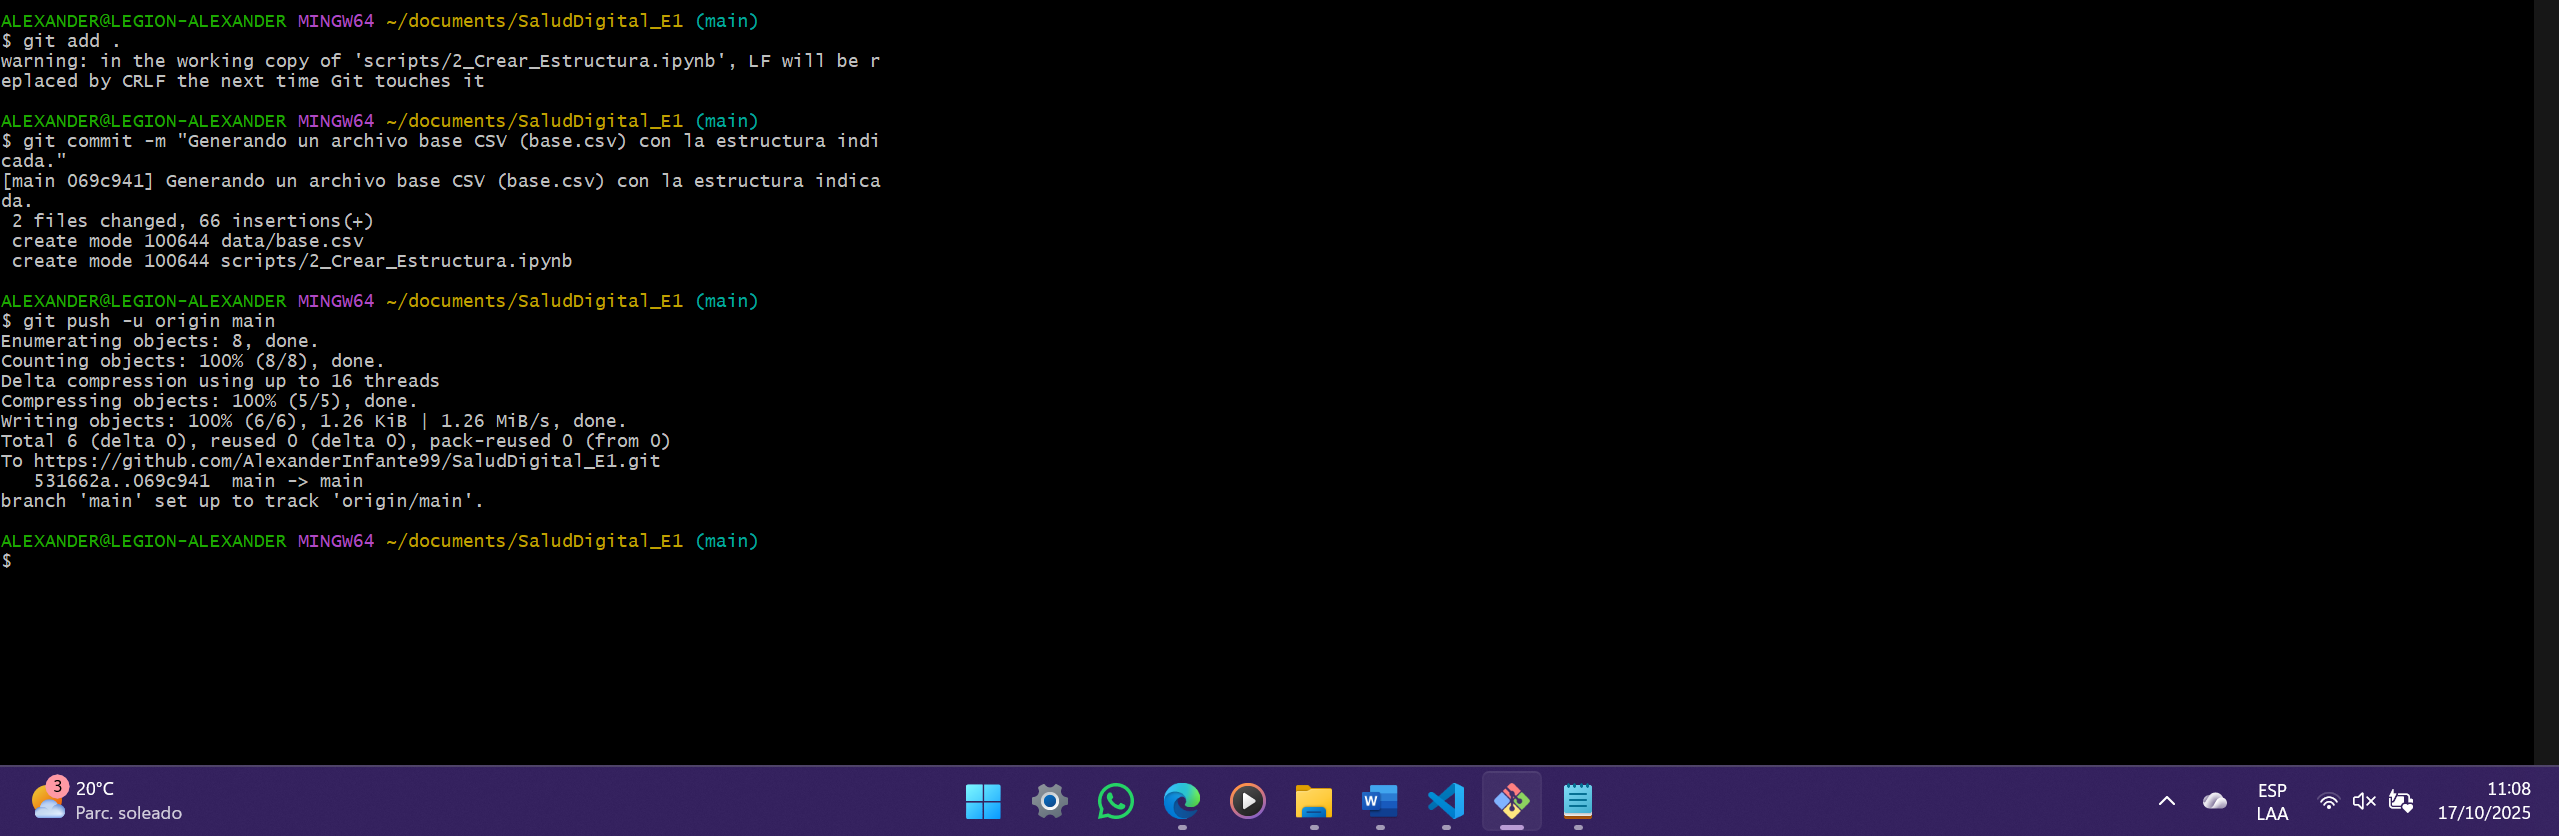 ALEXANDER@LEGION-ALEXANDER MINGW64 ~/documents/SaludDigital_E1 (main)
$ git add .
warning: in the working copy of 'scripts/2_Crear_Estructura.ipynb', LF will be r
eplaced by CRLF the next time Git touches it
ALEXANDER@LEGION-ALEXANDER MINGW64 ~/documents/SaludDigital_E1 (main)
$ git commit -m "Generando un archivo base CSV (base.csv) con la estructura indi
cada."
[main 069c941] Generando un archivo base CSV (base.csv) con la estructura indica
da.
 2 files changed, 66 insertions(+)
 create mode 100644 data/base.csv
 create mode 100644 scripts/2_Crear_Estructura.ipynb
ALEXANDER@LEGION-ALEXANDER MINGW64 ~/documents/SaludDigital_E1 (main)
$ git push -u origin main
Enumerating objects: 8, done.
Counting objects: 100% (8/8), done.
Delta compression using up to 16 threads
Compressing objects: 100% (5/5), done.
Writing objects: 100% (6/6), 1.26 KiB | 1.26 MiB/s, done.
Total 6 (delta 0), reused 0 (delta 0), pack-reused 0 (from 0)
To https://github.com/AlexanderInfante99/SaludDigital_E1.git
   531662a..069c941  main -> main
branch 'main' set up to track 'origin/main'.
ALEXANDER@LEGION-ALEXANDER MINGW64 ~/documents/SaludDigital_E1 (main)
$
3
20°C
Parc. soleado
W
ESP
LAA
11:08
17/10/2025